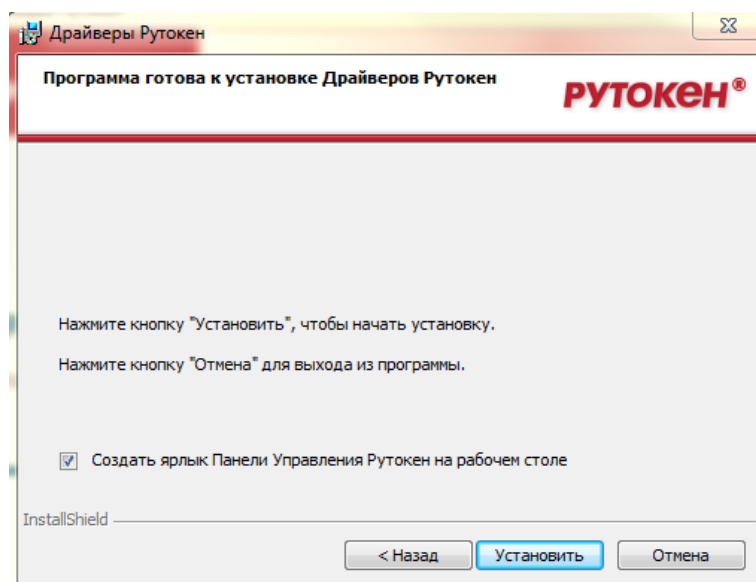 Драйверы Рутокен
Программа готова к установке Драйверов Рутокен
РУТОКЕН®
Нажмите кнопку "Установить", чтобы начать установку.
Нажмите кнопку "Отмена" для выхода из программы.
Создать ярлык Панели Управления Рутокен на рабочем столе
InstallShield
< Назад
Установить
Отмена